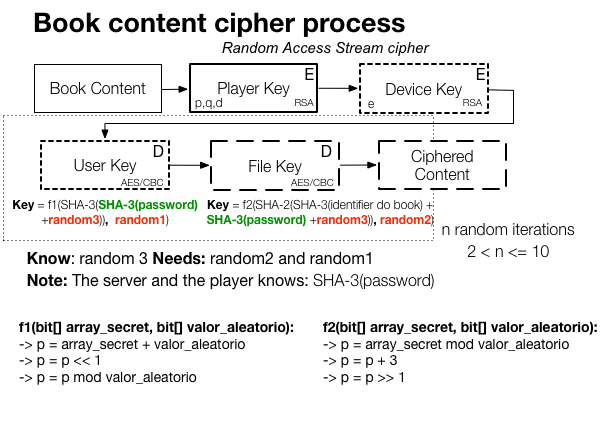 Book content cipher process
Random Access Stream cipher
Book Content
E
Player Key
p,q,d
RSA
E
Device Key
e
RSA
D
User Key
AES/CBC
D
File Key
AES/CBC
Ciphered
Content
Key = f1(SHA-3(SHA-3(password)
+random3)), random1)
Key = f2(SHA-2(SHA-3(identifier do book) +
SHA-3(password) +random3)), random2)
n random iterations
2 < n <= 10
Know: random 3 Needs: random2 and random1
Note: The server and the player knows: SHA-3(password)
f1(bit[] array_secret, bit[] valor_aleatorio):
-> p = array_secret + valor_aleatorio
-> p = p << 1
-> p = p mod valor_aleatorio
f2(bit[] array_secret, bit[] valor_aleatorio):
-> p = array_secret mod valor_aleatorio
-> p = p + 3
-> p = p >> 1